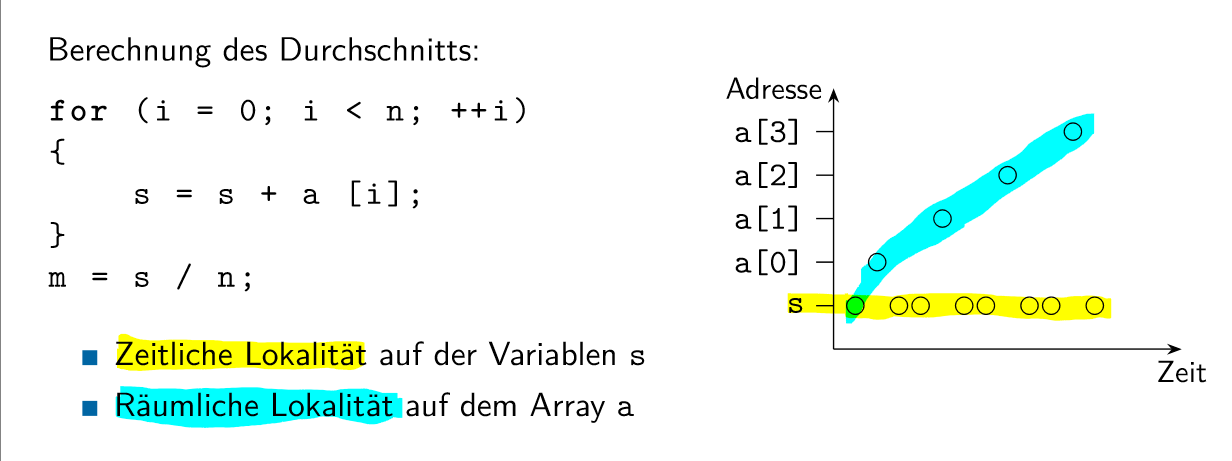 Berechnung des Durchschnitts:
for (i = 0; i < n; ++i)
{
s = s + a [i];
}
m = s / n;
Zeitliche Lokalität auf der Variablen s
Räumliche Lokalität auf dem Array a
Adresse
a[3]
a[2]
a[1]
a[0]
s
Zeit